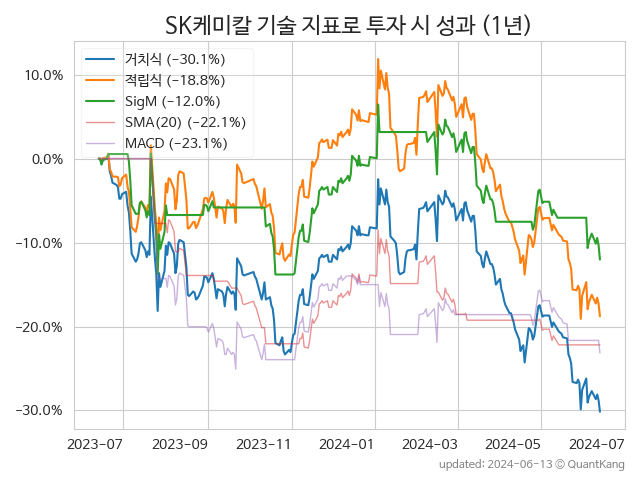 SK케미칼 기술 지표로 투자 시 성과 (1년)
거치식 (−30.1%)
적립식 (−18.8%)
SigM (−12.0%)
SMA(20) (−22.1%)
MACD (−23.1%)
10.0%
0.0%
−10.0%
−20.0%
−30.0%
2023-07
2023-09
2023-11
2024-01
2024-03
2024-05
2024-07
updated: 2024-06-13 ⓒ QuantKang